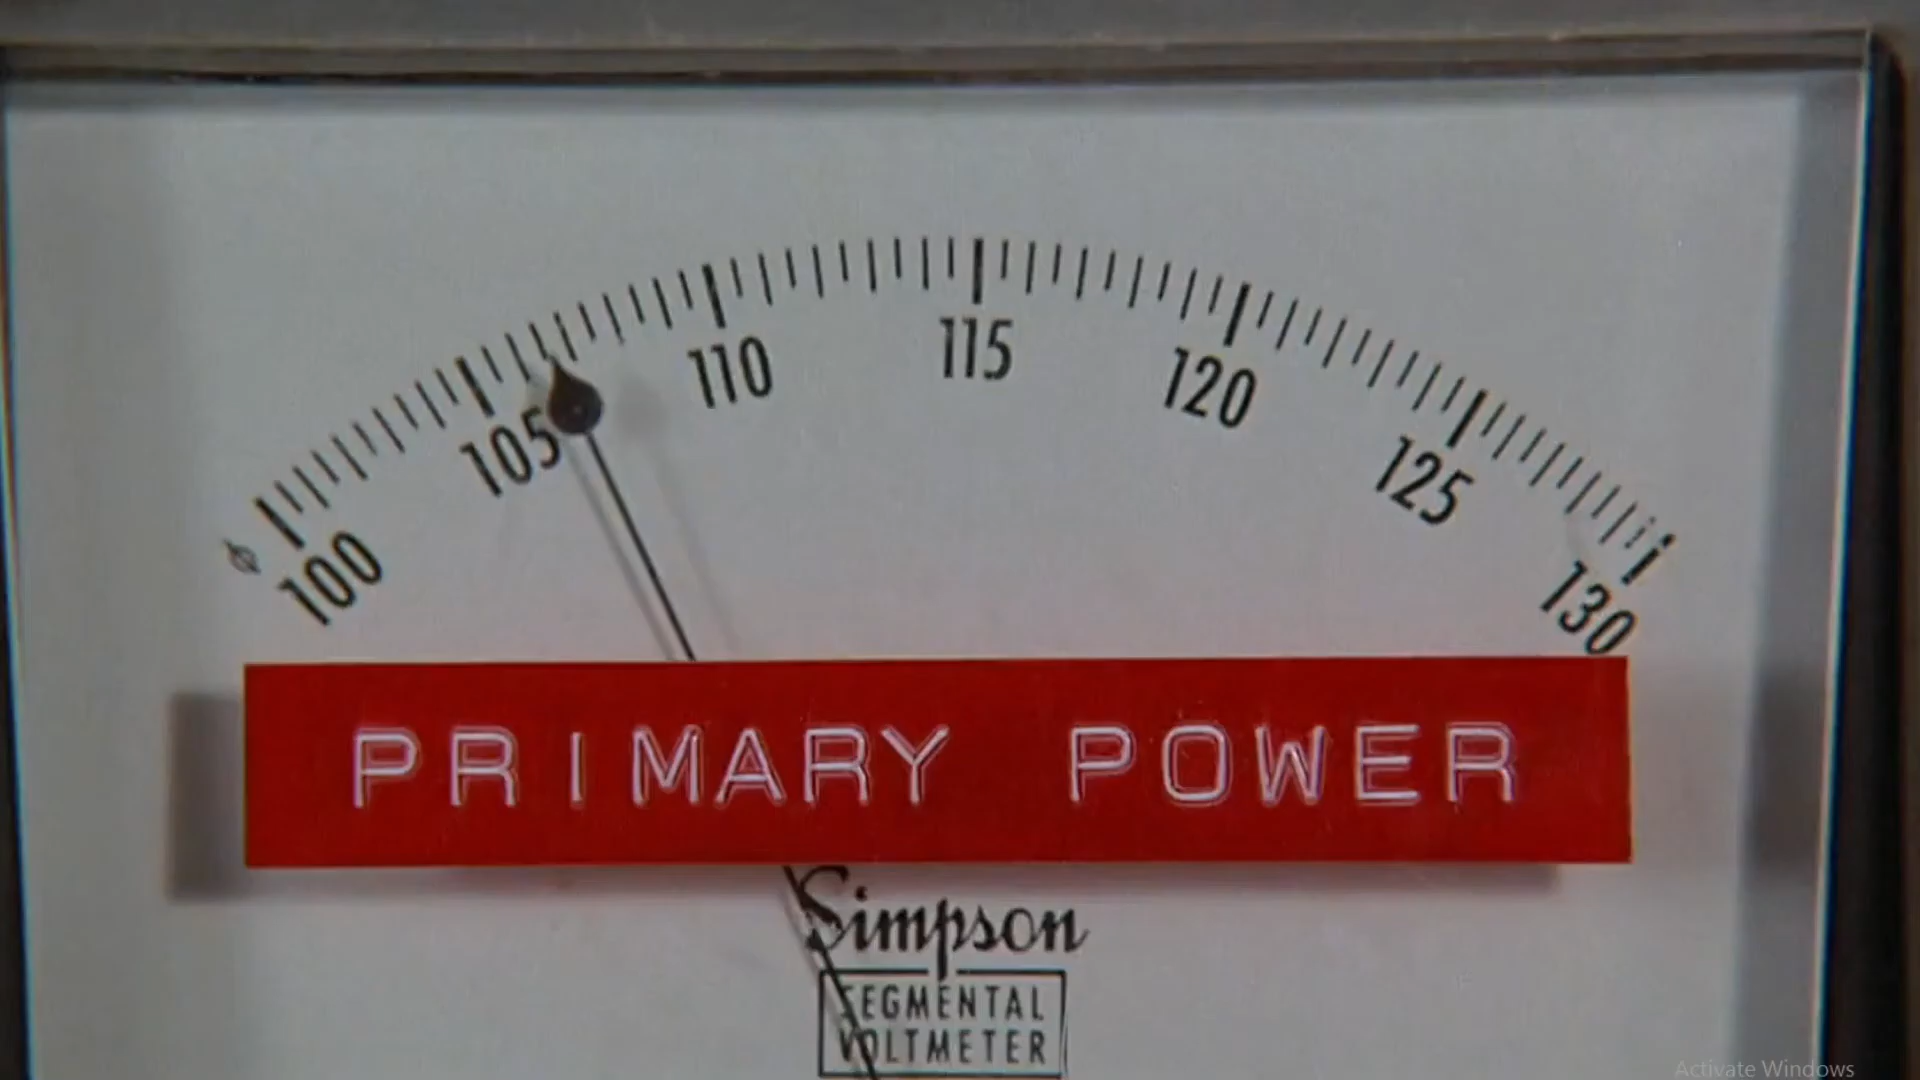 100 105 110 115 120 125 130
PRIMARY POWER
Simpson
SEGMENTAL
VOLTMETER
Activate Windows